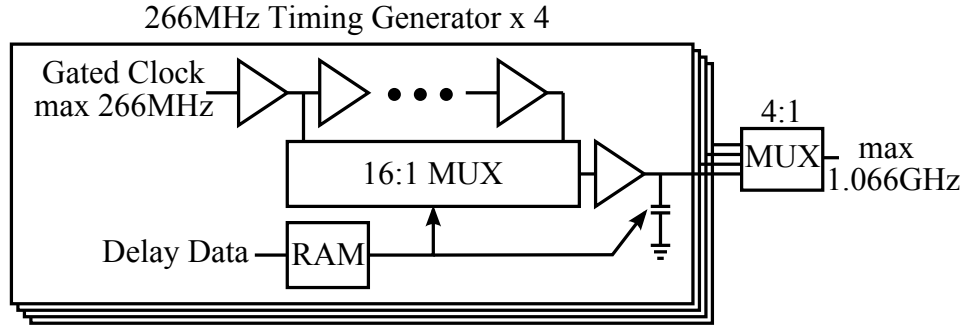 266MHz Timing Generator x 4
Gated Clock
max 266MHz
16:1 MUX
Delay Data
RAM
4:1
MUX
max
1.066GHz